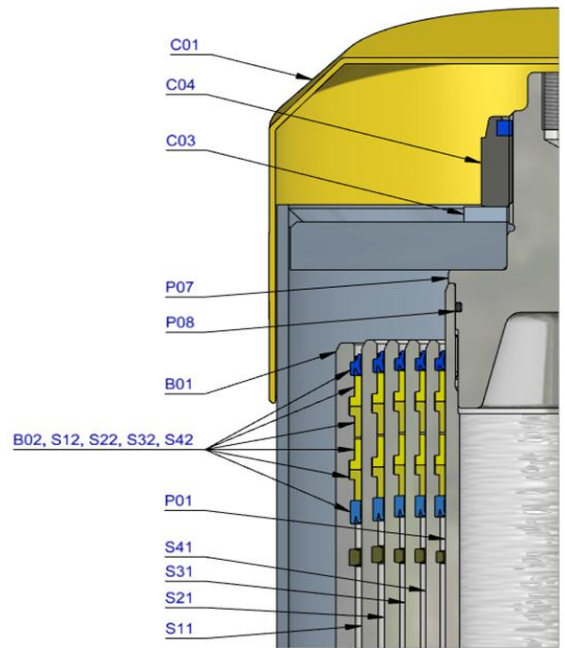 C01
C04
C03
P07
P08
B01
B02, S12, S22, S32, S42
P01
S41
S31
S21
S11